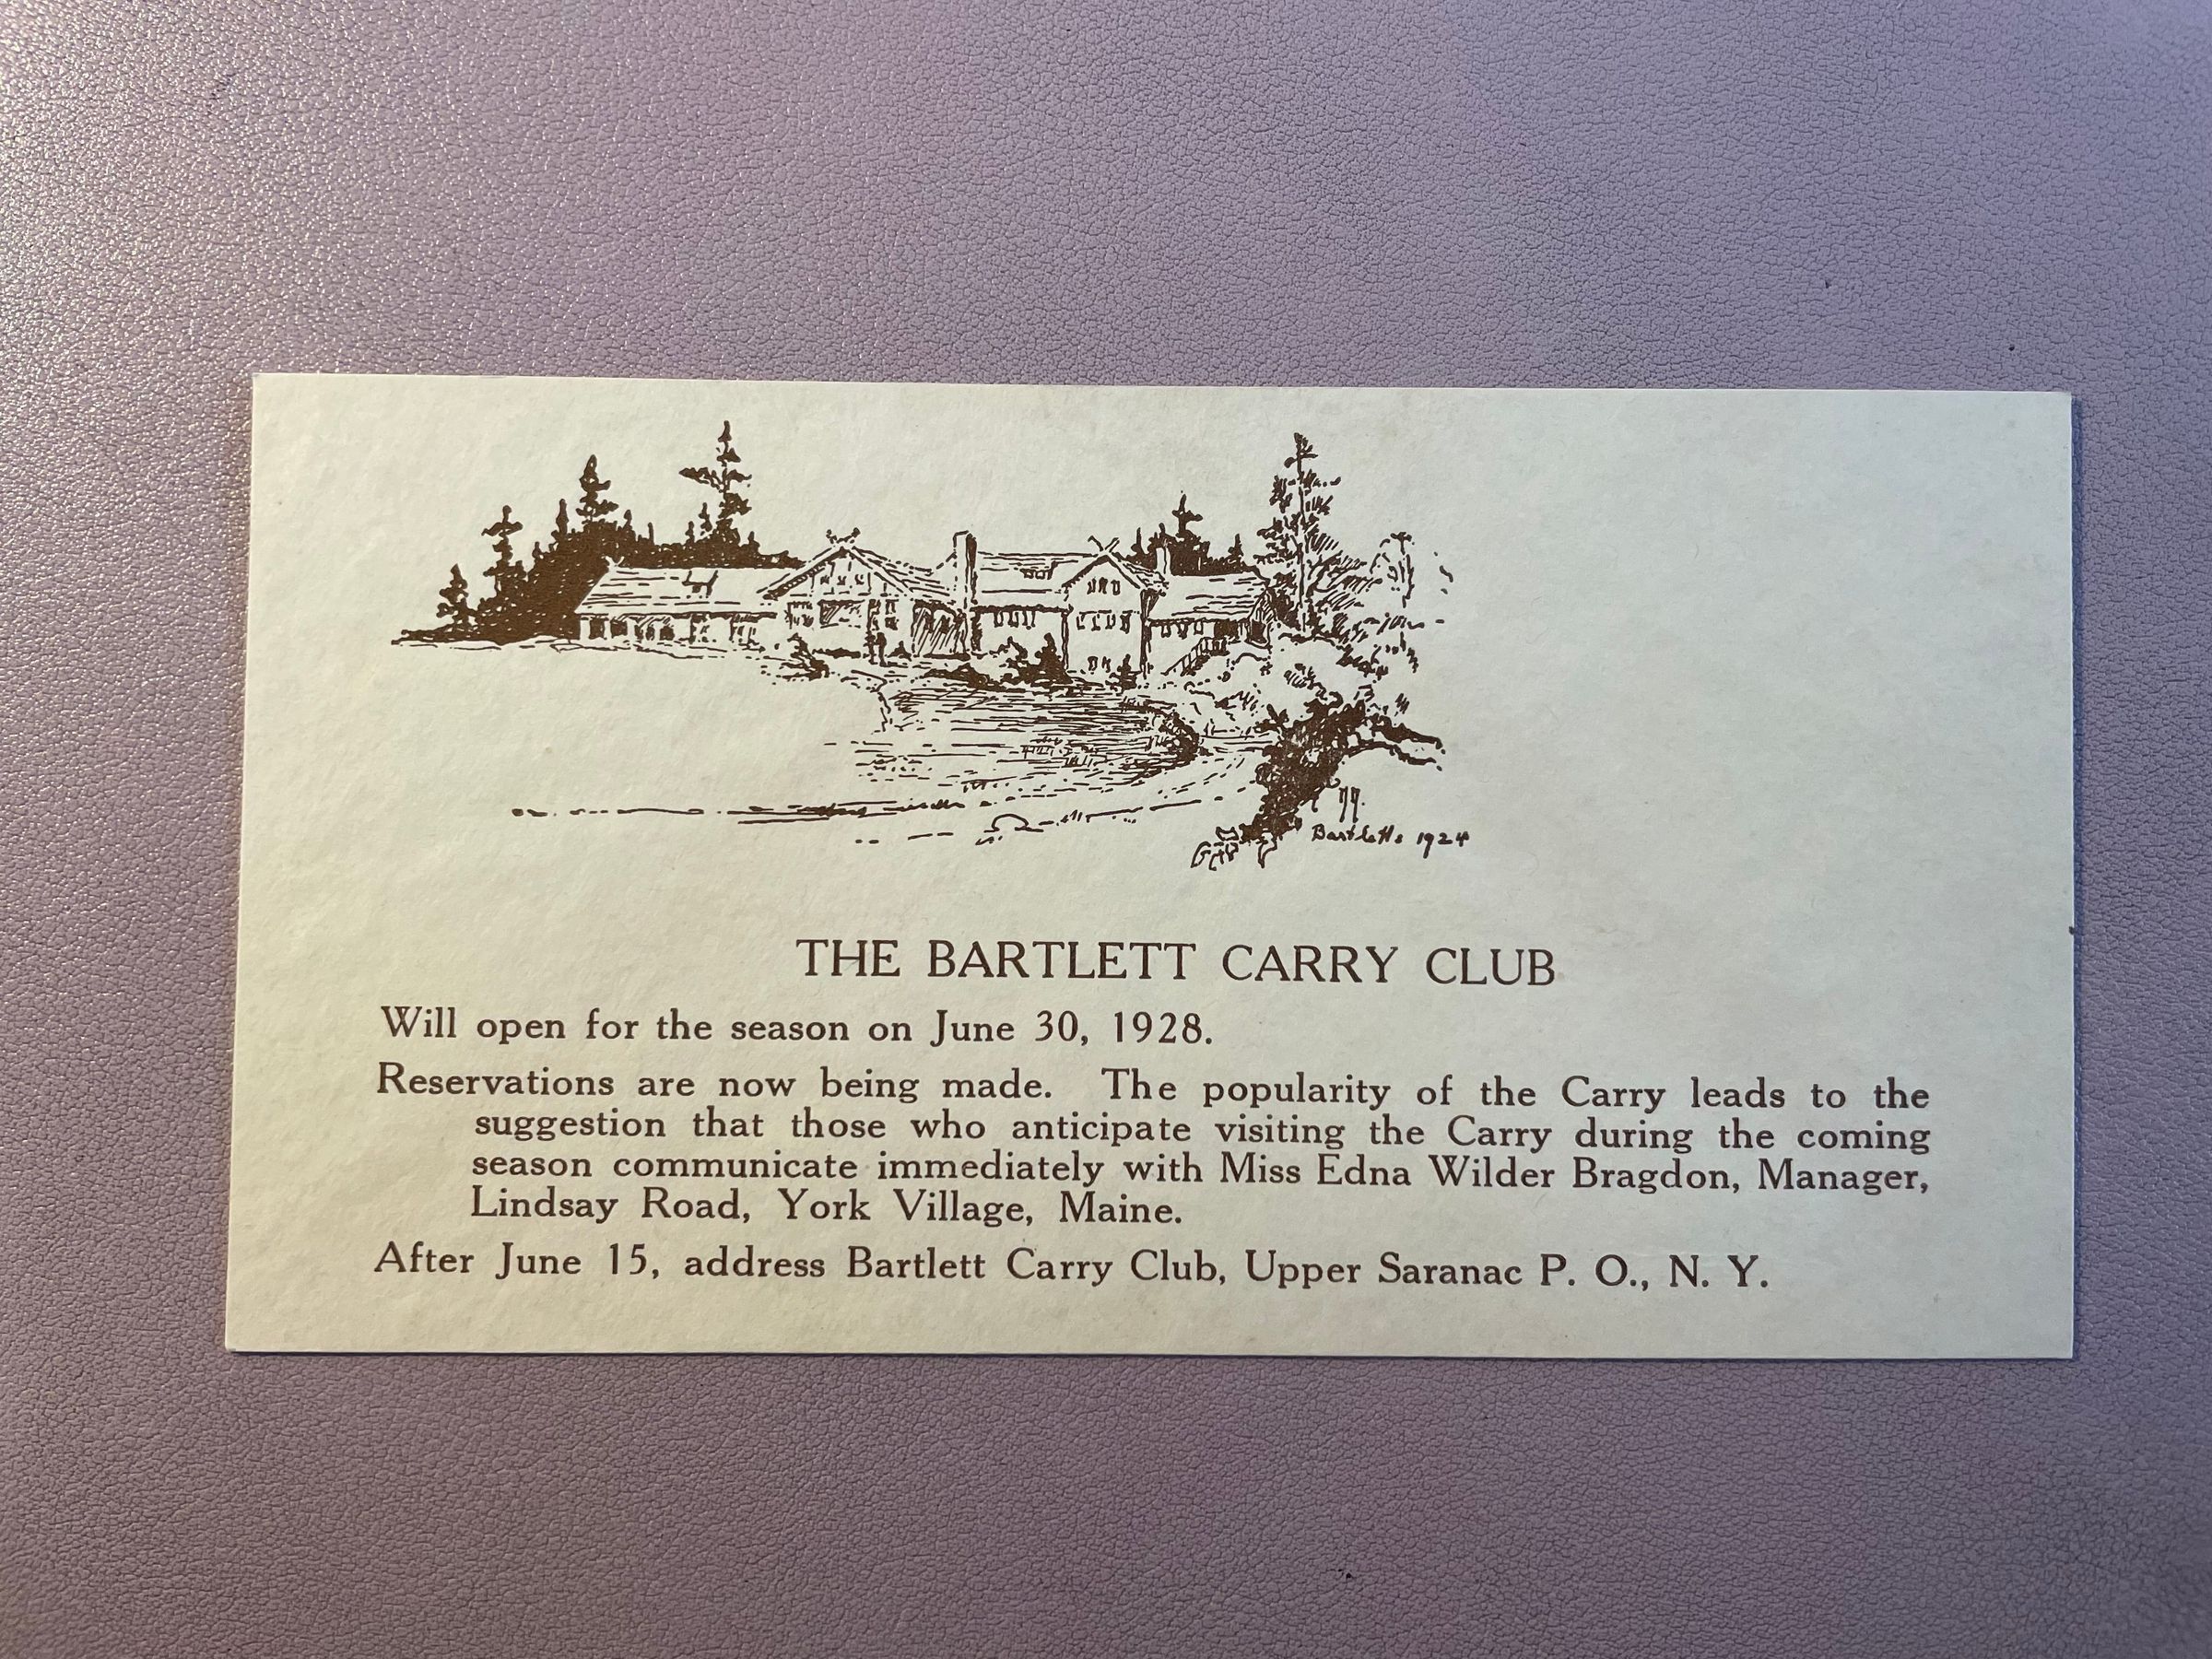 Bartletts 1924
THE BARTLETT CARRY CLUB
Will open for the season on June 30, 1928.
Reservations are now being made. The popularity of the Carry leads to the
suggestion that those who anticipate visiting the Carry during the coming
season communicate immediately with Miss Edna Wilder Bragdon, Manager,
Lindsay Road, York Village, Maine.
After June 15, address Bartlett Carry Club, Upper Saranac P. O., N. Y.